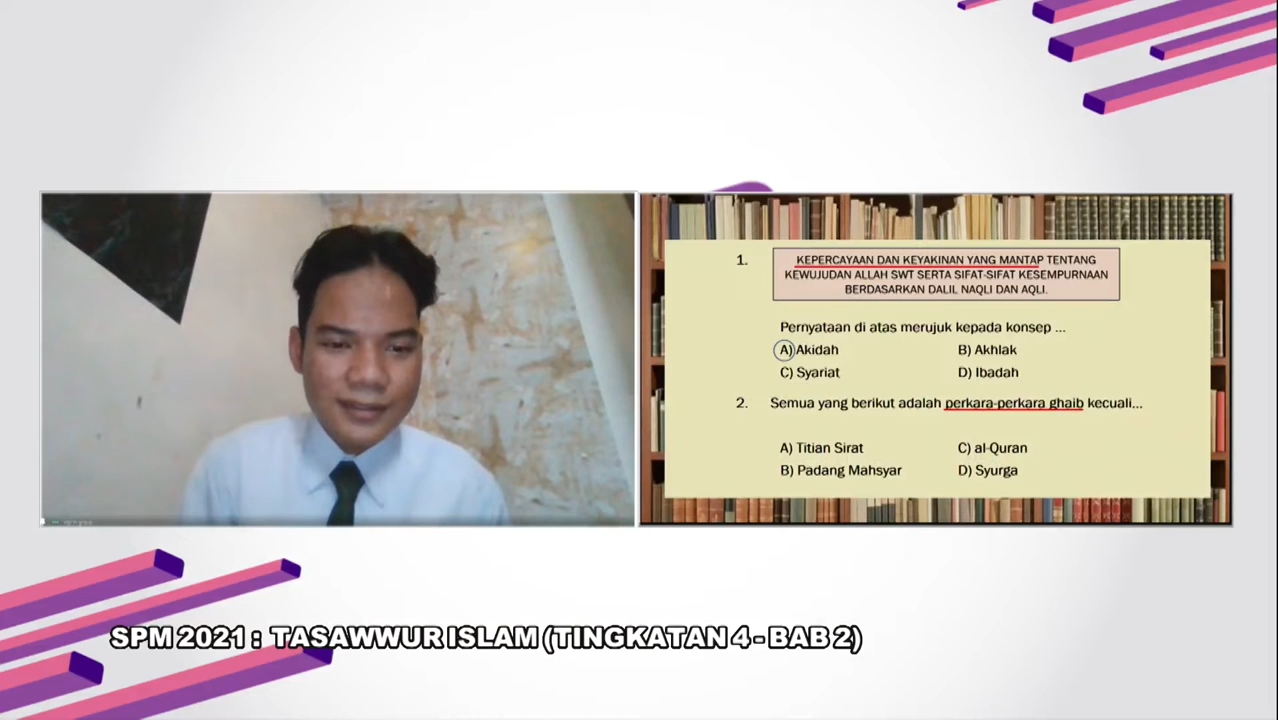 1. KEPERCAYAAN DAN KEYAKINAN YANG MANTAP TENTANG
KEWUJUDAN ALLAH SWT SERTA SIFAT-SIFAT KESEMPURNAAN
BERDASARKAN DALIL NAQLI DAN AQLI.
Pernyataan di atas merujuk kepada konsep ...
A) Akidah B) Akhlak
C) Syariat D) Ibadah
2. Semua yang berikut adalah perkara-perkara ghaib kecuali...
A) Titian Sirat C) al-Quran
B) Padang Mahsyar D) Syurga
SPM 2021 : TASAWWUR ISLAM (TINGKATAN 4 - BAB 2)